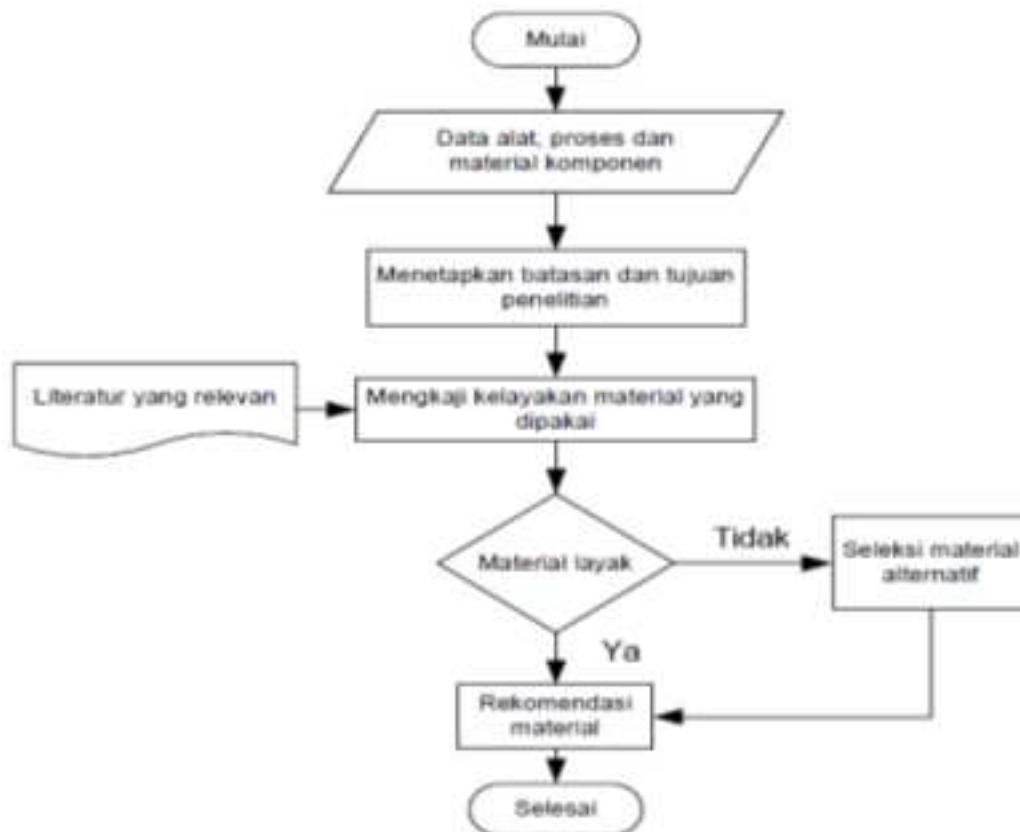 Mulai
Data alat, proses dan
material komponen
Menetapkan batasan dan tujuan
penelitian
Literatur yang relevan
Mengkaji kelayakan material yang
dipakai
Material layak
Tidak
Seleksi material
alternatif
Ya
Rekomendasi
material
Selesai